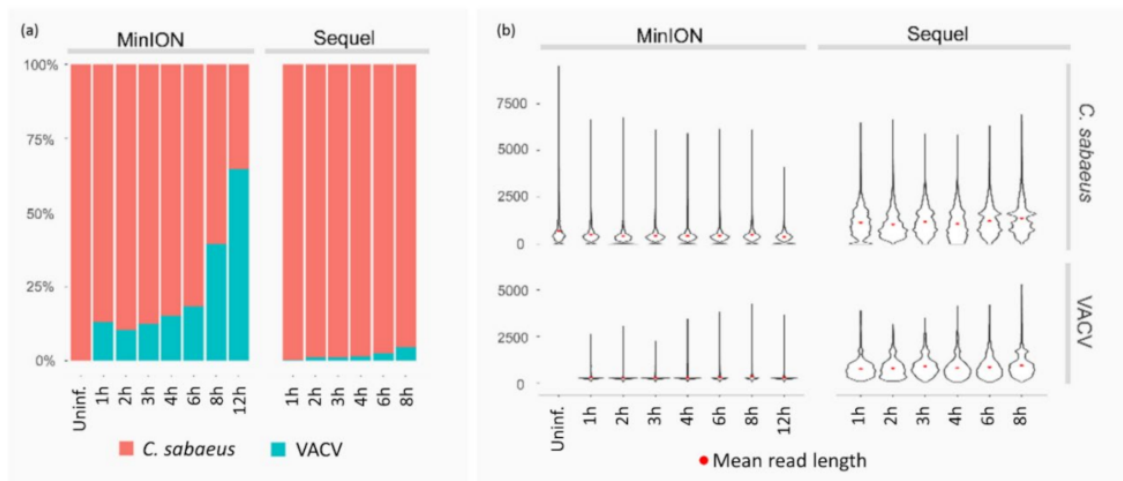 (a)
MinION Sequel
100%
75%
50%
25%
0%
Uninf. 1h 2h 3h 4h 6h 8h 12h 1h 2h 3h 4h 6h 8h
C. sabaeus VACV
(b)
MinION Sequel
7500
5000
2500
0
C. sabaeus
5000
2500
0
VACV
Uninf. 1h 2h 3h 4h 6h 8h 12h 1h 2h 3h 4h 6h 8h
Mean read length